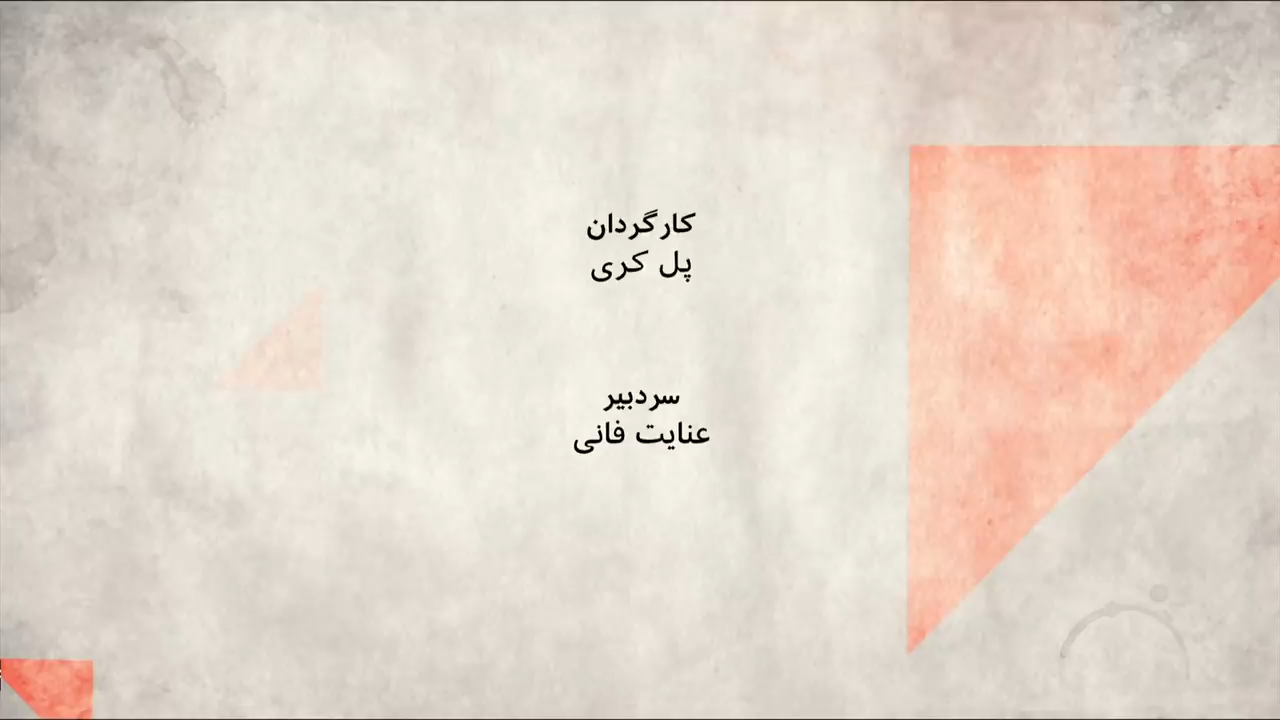 کارگردان
پل کری
سردبیر
عنایت فانی